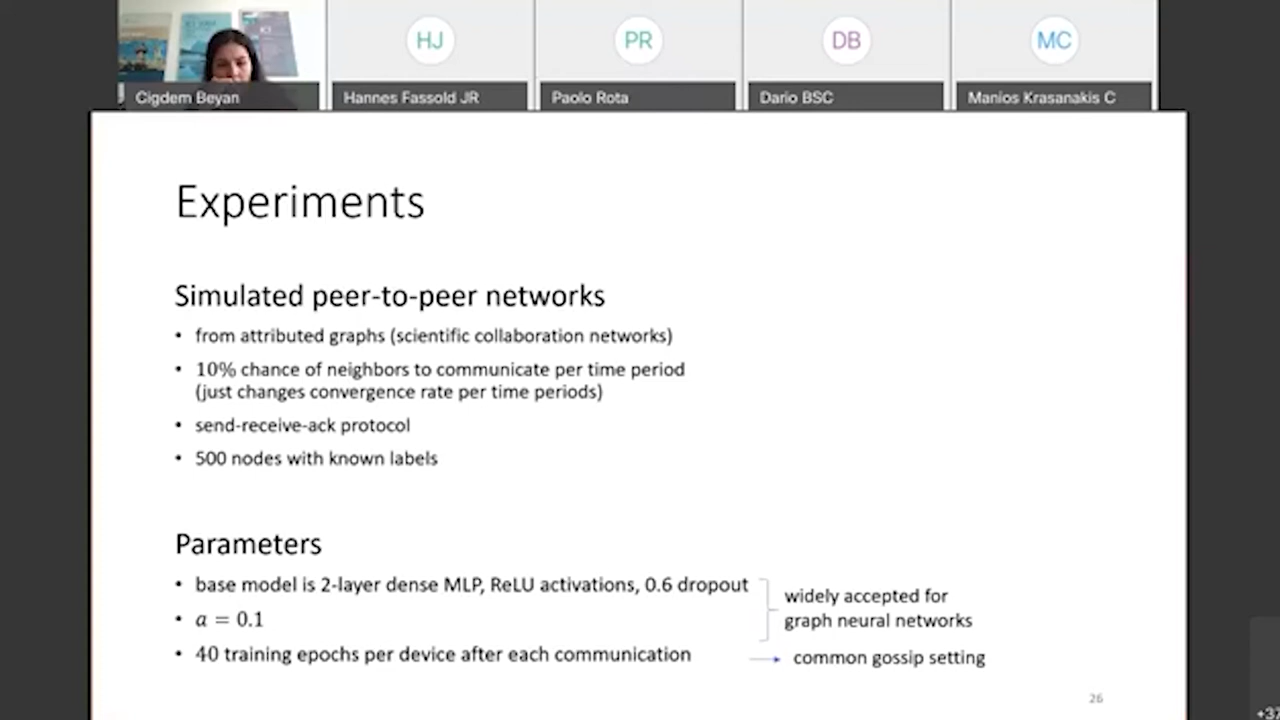 HJ
PR
DB
MC
Cigdem Beyan
Hannes Fassold JR
Paolo Rota
Dario BSC
Manios Krasanakis C
Experiments
Simulated peer-to-peer networks
• from attributed graphs (scientific collaboration networks)
• 10% chance of neighbors to communicate per time period
(just changes convergence rate per time periods)
• send-receive-ack protocol
• 500 nodes with known labels
Parameters
• base model is 2-layer dense MLP, ReLU activations, 0.6 dropout
• a = 0.1
widely accepted for
graph neural networks
• 40 training epochs per device after each communication
common gossip setting
26